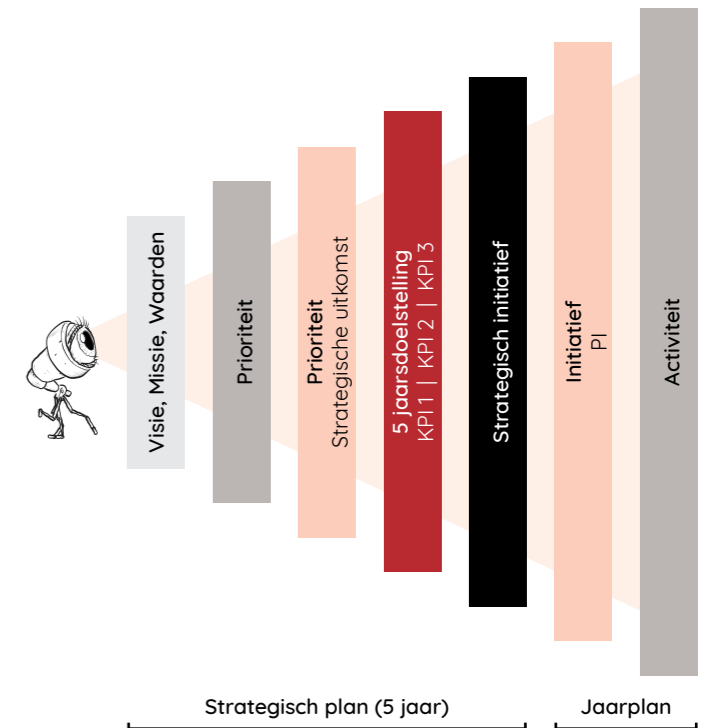 Visie, Missie, Waarden
Prioriteit
Prioriteit
Strategische uitkomst
5 jaarsdoelstelling
KPI 1 | KPI 2 | KPI 3
Strategisch initiatief
Initiatief
PI
Activiteit
Strategisch plan (5 jaar)
Jaarplan